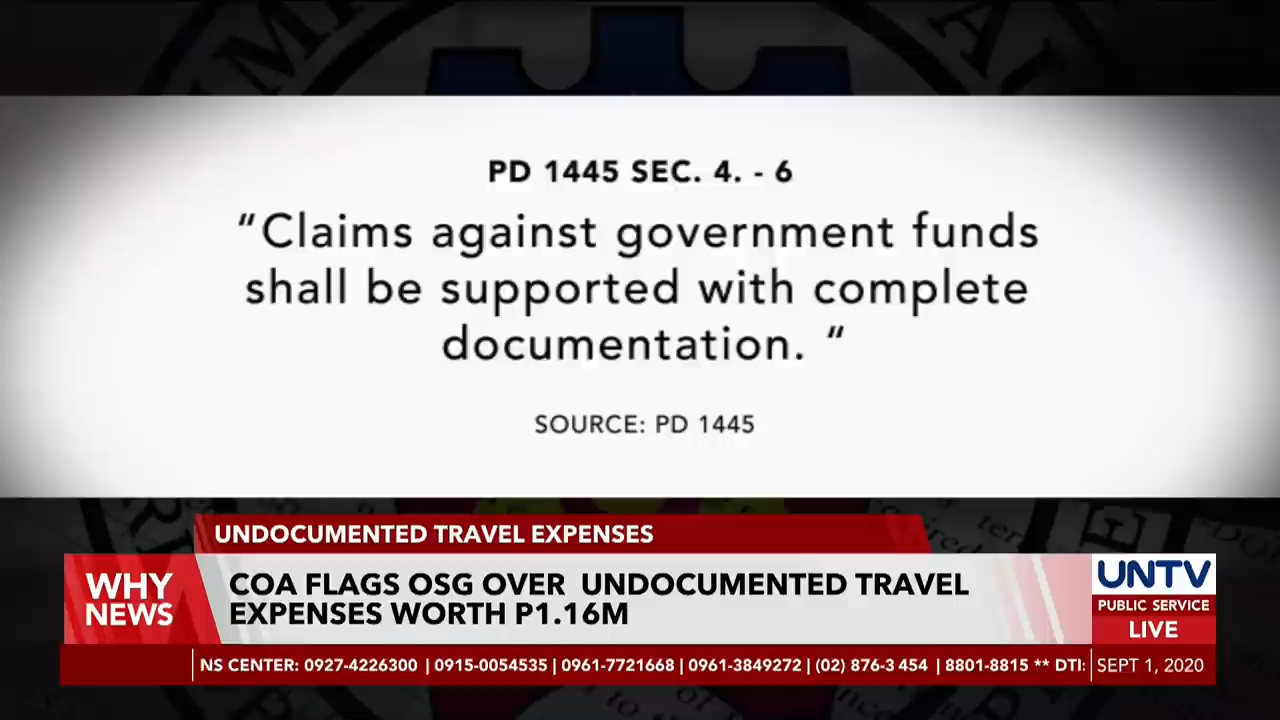 PD 1445 SEC. 4. - 6
“Claims against government funds
shall be supported with complete
documentation. “
SOURCE: PD 1445
UNDOCUMENTED TRAVEL EXPENSES
WHY
NEWS
COA FLAGS OSG OVER  UNDOCUMENTED TRAVEL
EXPENSES WORTH P1.16M
UNTV
PUBLIC SERVICE
LIVE
NS CENTER: 0927-4226300 | 0915-0054535 | 0961-7721668 | 0961-3849272 | (02) 876-3 454 | 8801-8815 ** DTI:
SEPT 1, 2020